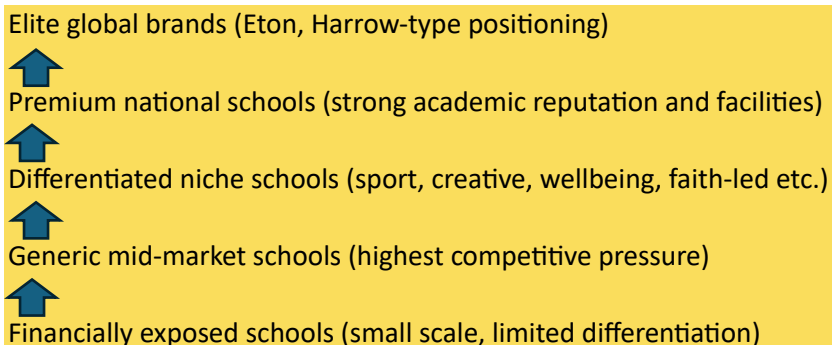 Elite global brands (Eton, Harrow-type positioning)
Premium national schools (strong academic reputation and facilities)
Differentiated niche schools (sport, creative, wellbeing, faith-led etc.)
Generic mid-market schools (highest competitive pressure)
Financially exposed schools (small scale, limited differentiation)